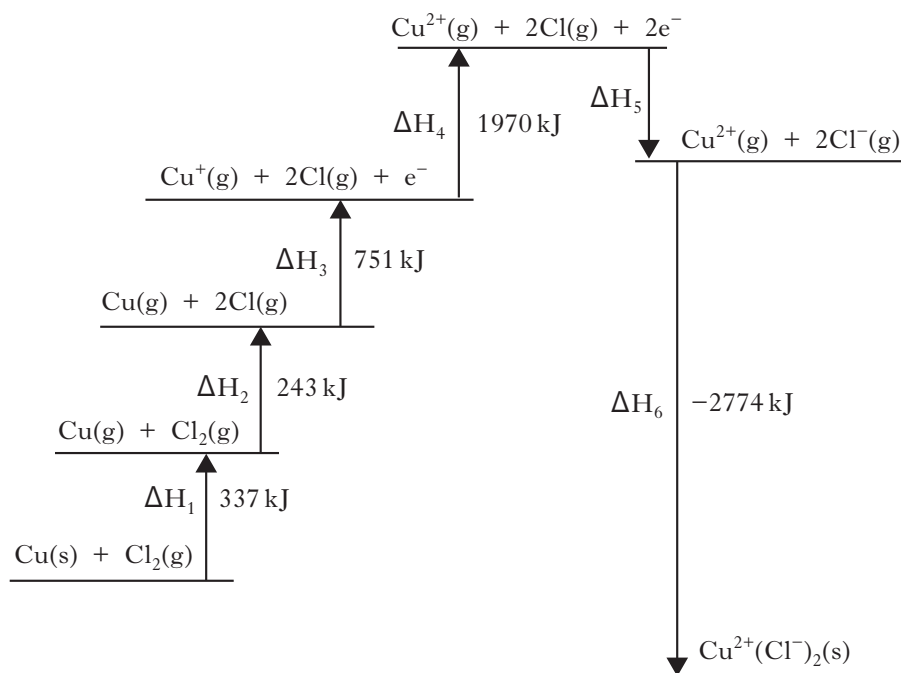 Cu²⁺(g) + 2Cl(g) + 2e⁻
ΔH₄ 1970 kJ
ΔH₅
Cu²⁺(g) + 2Cl⁻(g)
Cu⁺(g) + 2Cl(g) + e⁻
ΔH₃ 751 kJ
Cu(g) + 2Cl(g)
ΔH₂ 243 kJ
ΔH₆ −2774 kJ
Cu(g) + Cl₂(g)
ΔH₁ 337 kJ
Cu(s) + Cl₂(g)
Cu²⁺(Cl⁻)₂(s)